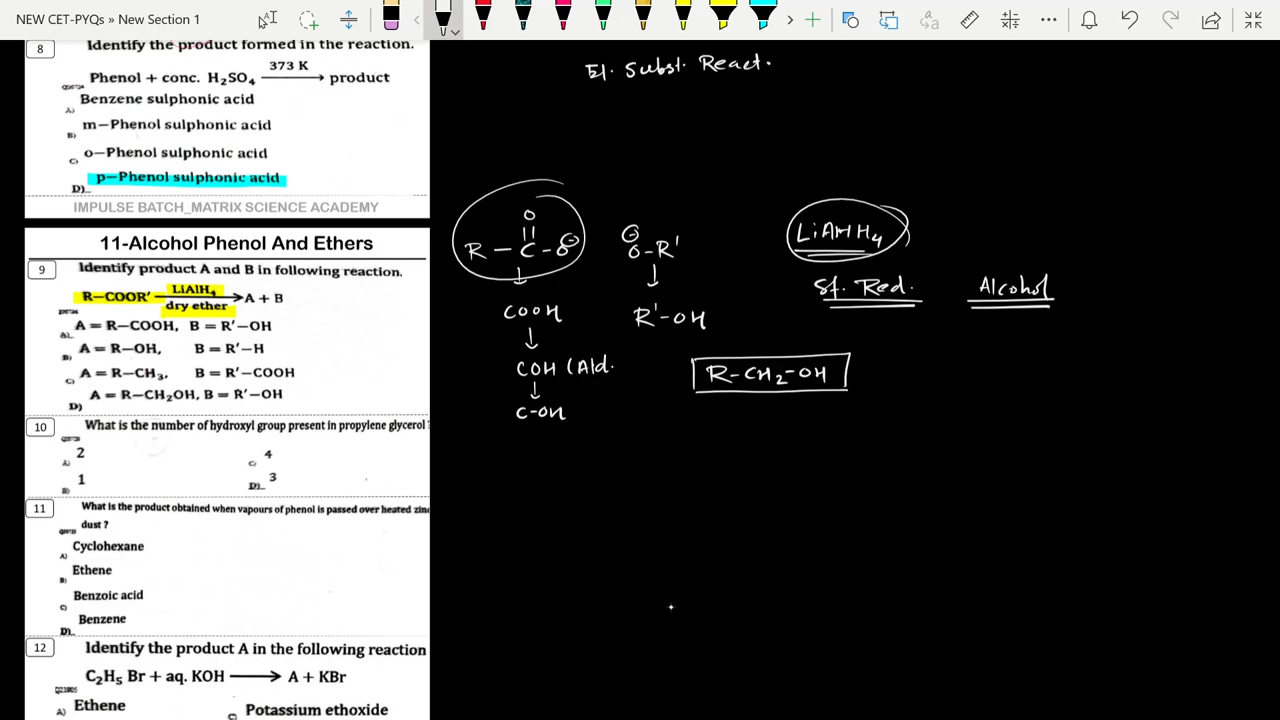 NEW CET-PYQs » New Section 1
8
Identify the product formed in the reaction.
Phenol + conc. H₂SO₄ 373 K → product
A) Benzene sulphonic acid
B) m-Phenol sulphonic acid
C) o-Phenol sulphonic acid
D) p-Phenol sulphonic acid
IMPULSE BATCH_MATRIX SCIENCE ACADEMY
11-Alcohol Phenol And Ethers
9
Identify product A and B in following reaction.
R-COOR' LiAlH₄ dry ether → A + B
A) A = R-COOH, B = R'-OH
B) A = R-OH, B = R'-H
C) A = R-CH₃, B = R'-COOH
D) A = R-CH₂OH, B = R'-OH
10
What is the number of hydroxyl group present in propylene glycerol
A) 2
C) 4
B) 1
D) 3
11
What is the product obtained when vapours of phenol is passed over heated zin
dust ?
A) Cyclohexane
B) Ethene
C) Benzoic acid
D) Benzene
12
Identify the product A in the following reaction
C₂H₅ Br + aq. KOH → A + KBr
A) Ethene
C) Potassium ethoxide
El. Subst. React.
O
R - C - O⊖
⊖
O-R'
COOH
R'-OH
COH (Ald.
C-OH
R-CH₂-OH
St. Red.
Alcohol